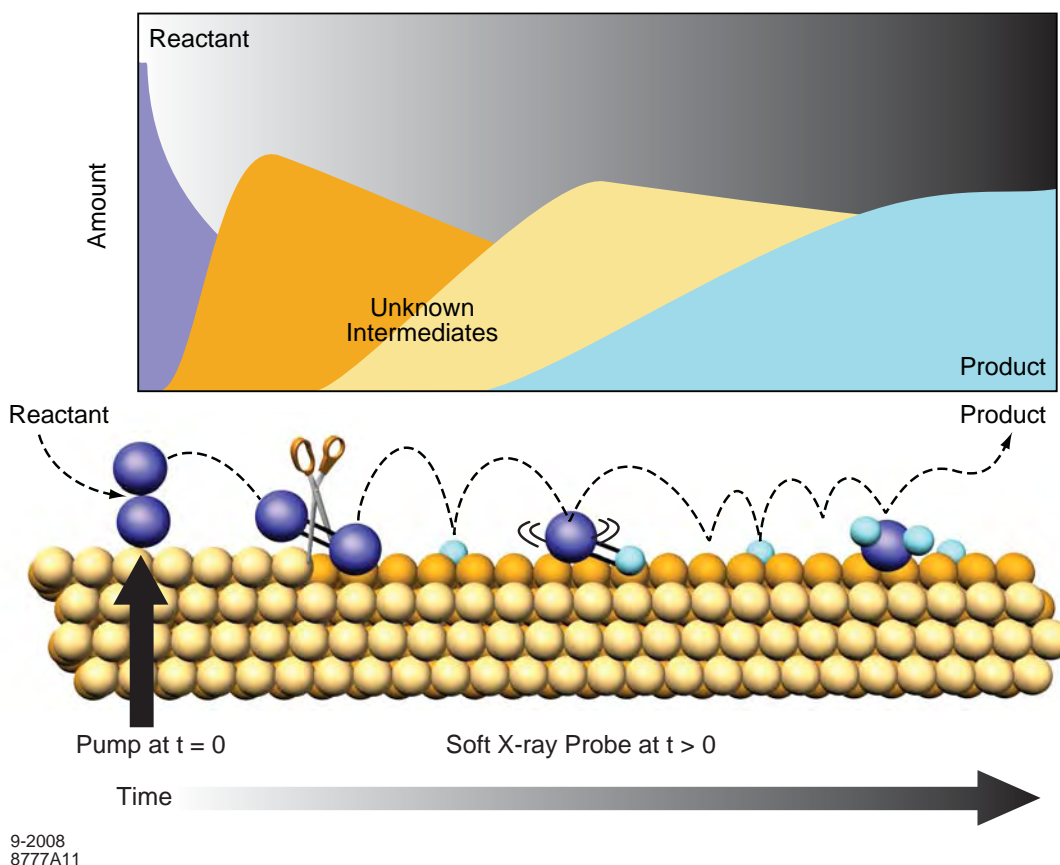 Reactant
Amount
Unknown
Intermediates
Product
Reactant
Product
Pump at t = 0
Soft X-ray Probe at t > 0
Time
9-2008
8777A11